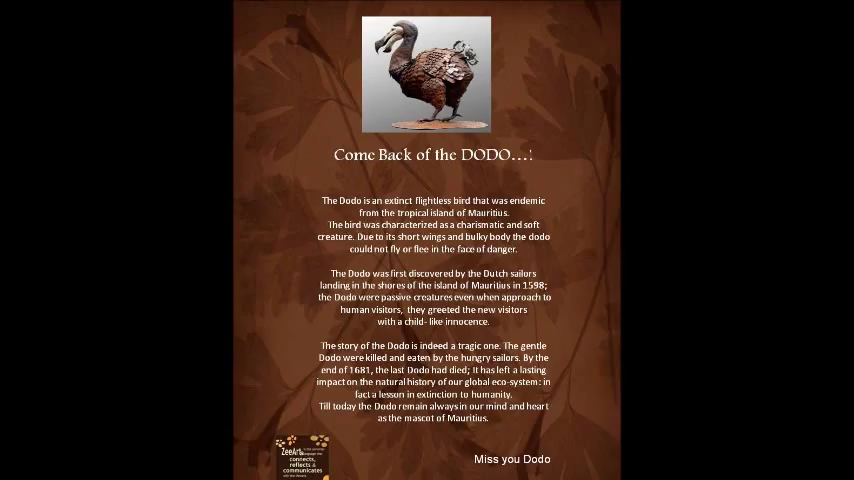 Come Back of the DODO...!
The Dodo is an extinct flightless bird that was endemic
from the tropical island of Mauritius.
The bird was characterized as a charismatic and soft
creature. Due to its short wings and bulky body the dodo
could not fly or flee in the face of danger.
The Dodo was first discovered by the Dutch sailors
landing in the shores of the island of Mauritius in 1598;
the Dodo were passive creatures even when approach to
human visitors, they greeted the new visitors
with a child- like innocence.
The story of the Dodo is indeed a tragic one. The gentle
Dodo were killed and eaten by the hungry sailors. By the
end of 1681, the last Dodo had died; It has left a lasting
impact on the natural history of our global eco-system: in
fact a lesson in extinction to humanity.
Till today the Dodo remain always in our mind and heart
as the mascot of Mauritius.
ZeeArts
connects,
reflects &
communicates
Miss you Dodo